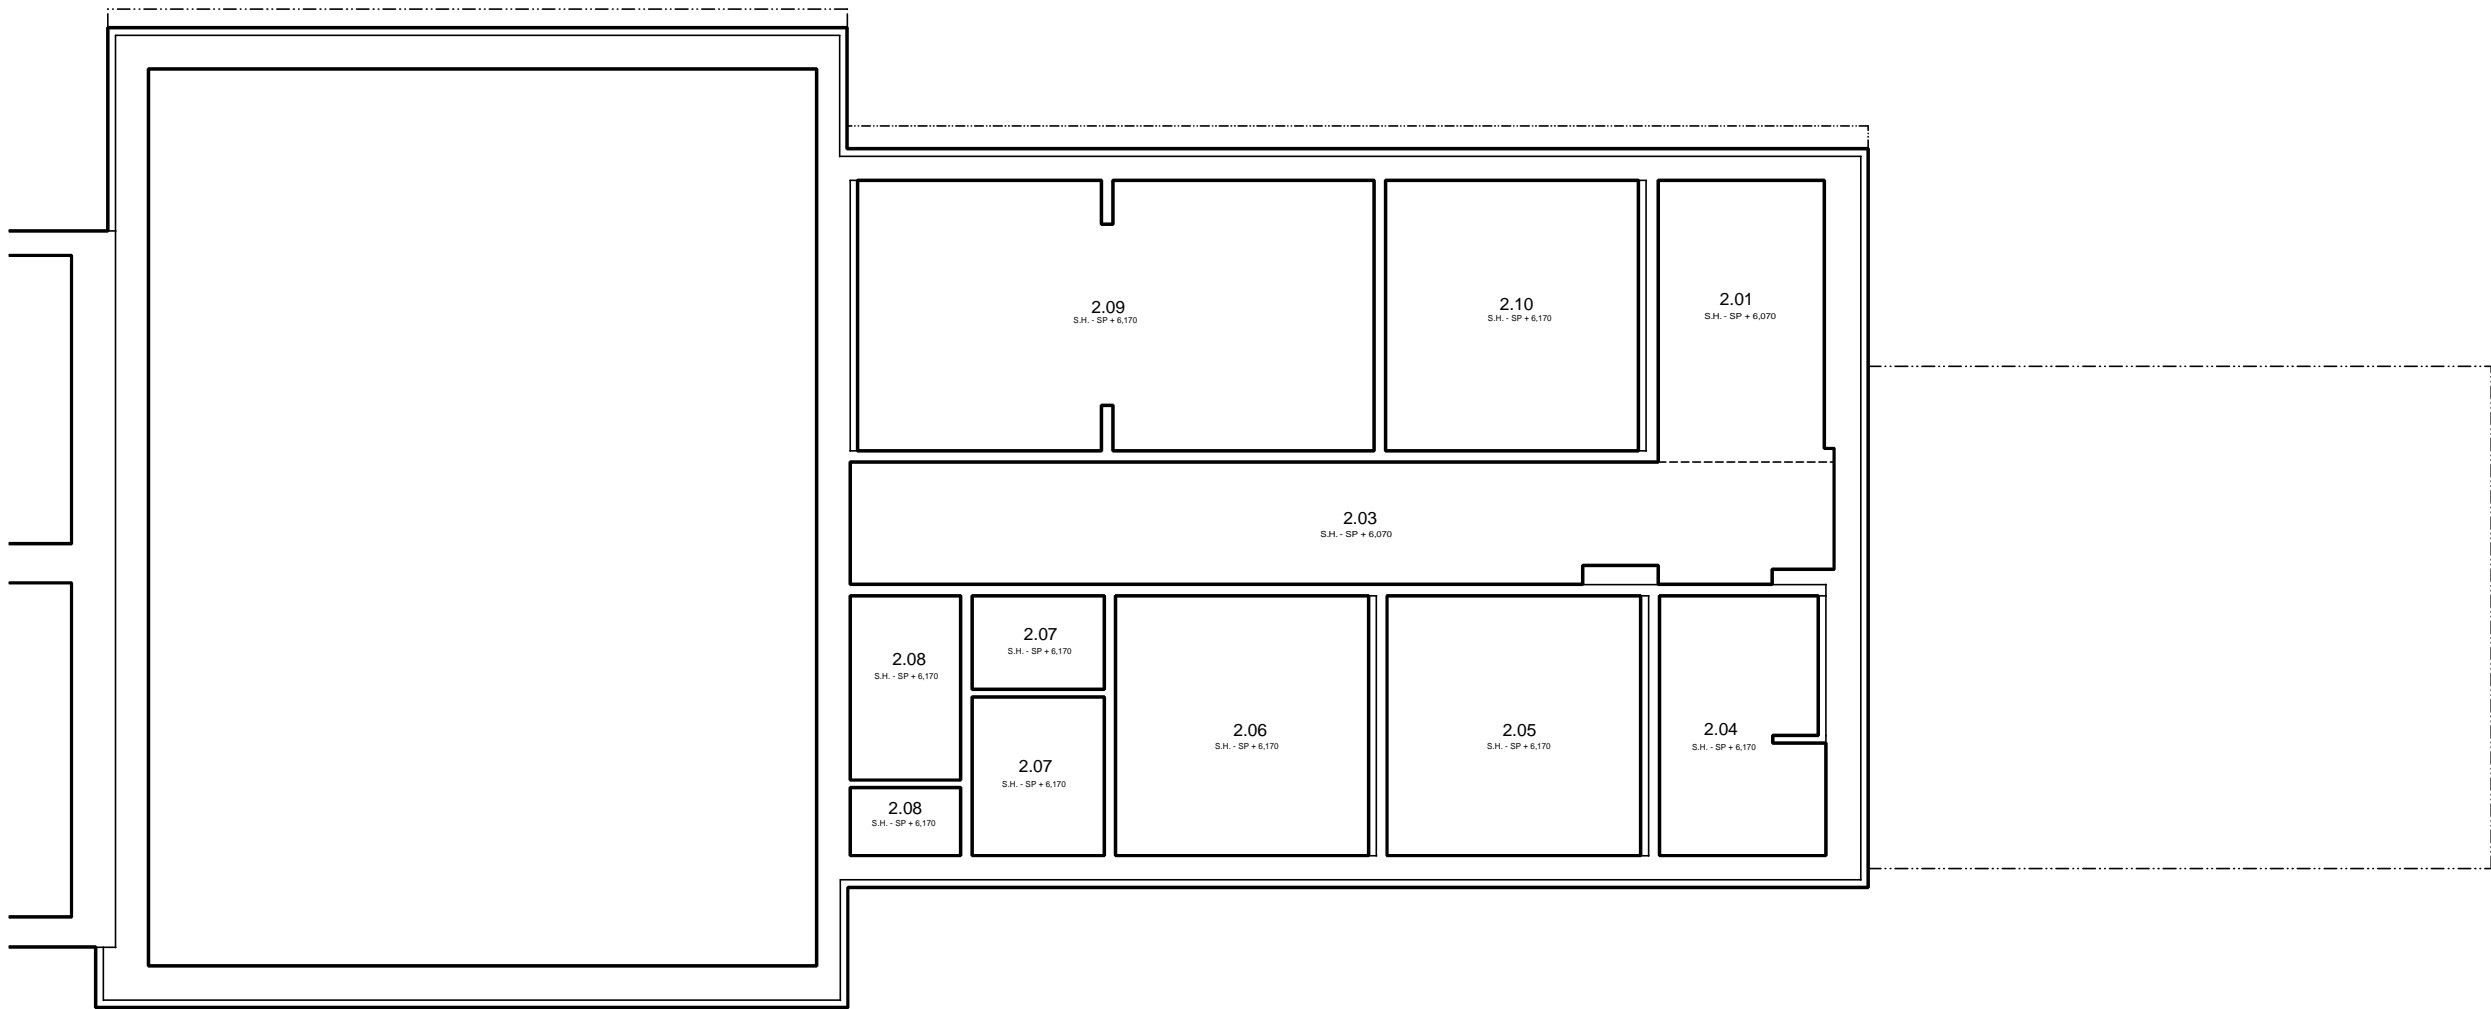 2.09
S.H. - SP + 6,170
2.10
S.H. - SP + 6,170
2.01
S.H. - SP + 6,070
2.03
S.H. - SP + 6,070
2.08
S.H. - SP + 6,170
2.07
S.H. - SP + 6,170
2.06
S.H. - SP + 6,170
2.05
S.H. - SP + 6,170
2.04
S.H. - SP + 6,170
2.07
S.H. - SP + 6,170
2.08
S.H. - SP + 6,170